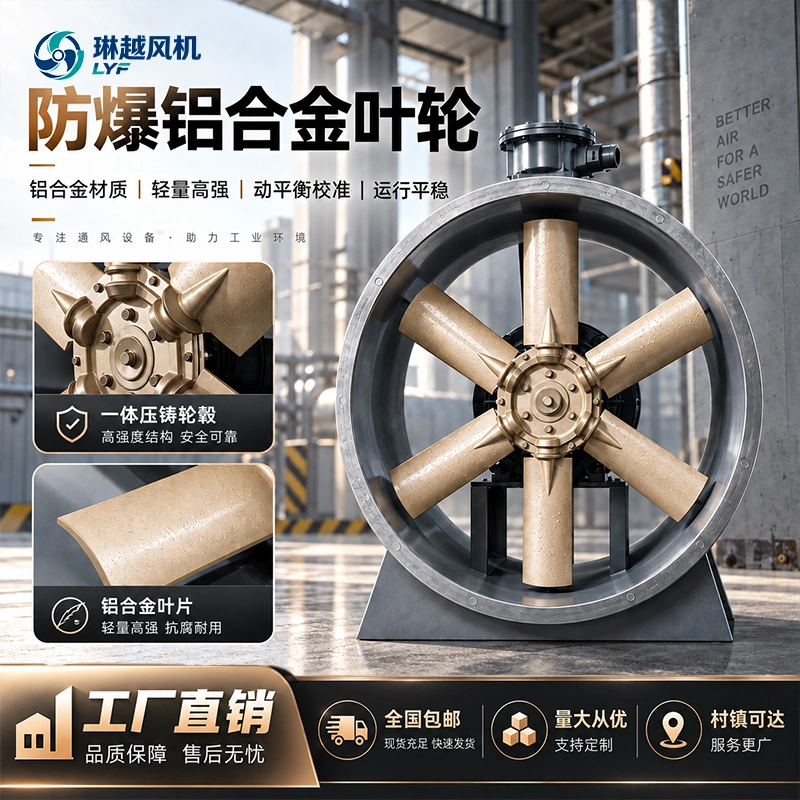 琳越风机
LYF
防爆铝合金叶轮
铝合金材质 | 轻量高强 | 动平衡校准 | 运行平稳
专注通风设备·助力工业环境
BETTER
AIR
FOR A
SAFER
WORLD
一体压铸轮毂
高强度结构 安全可靠
铝合金叶片
轻量高强 抗腐耐用
工厂直销
品质保障 售后无忧
全国包邮
现货充足 快速发货
量大从优
支持定制
村镇可达
服务更广